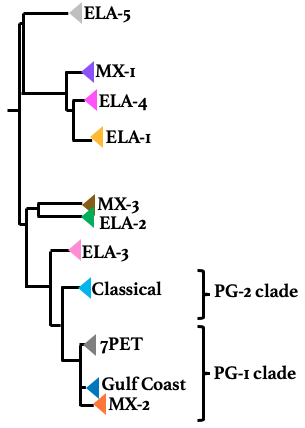 ELA-5
MX-1
ELA-4
ELA-1
MX-3
ELA-2
ELA-3
Classical
PG-2 clade
7PET
PG-1 clade
Gulf Coast
MX-2